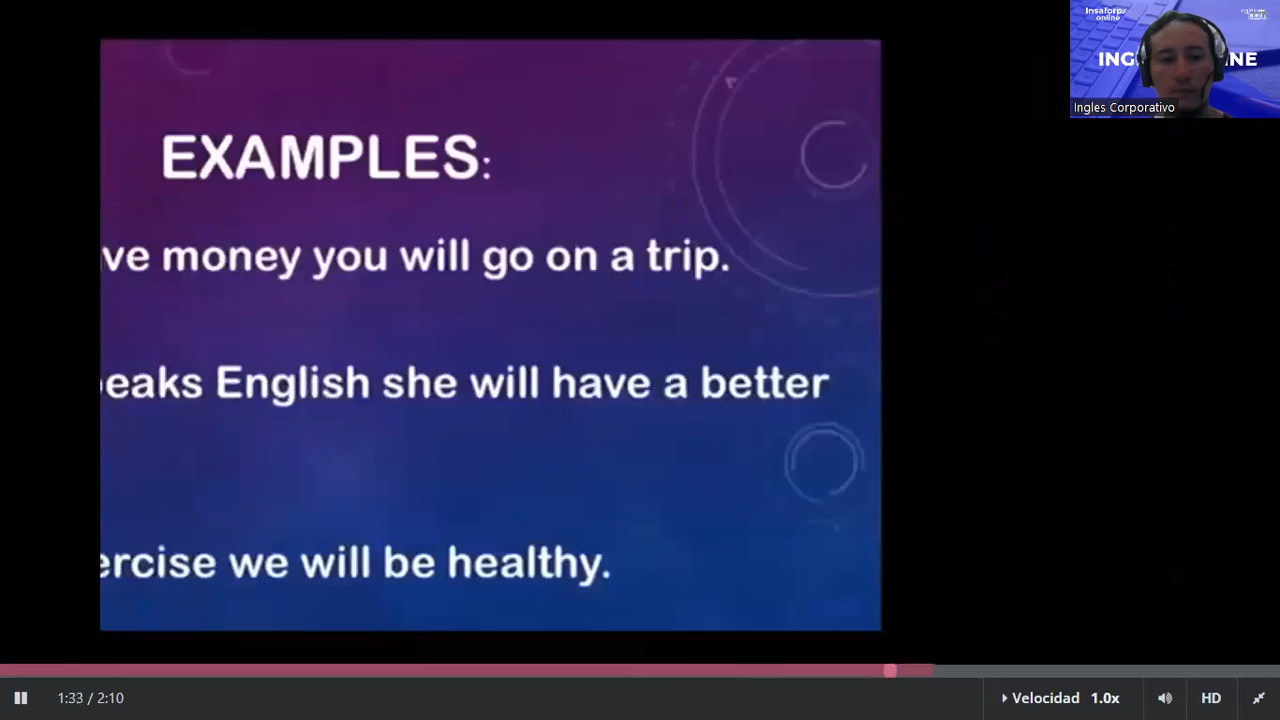 Insaforp
online
Ingles Corporativo
EXAMPLES:
ve money you will go on a trip.
peaks English she will have a better
ercise we will be healthy.
1:33 / 2:10
Velocidad 1.0x
HD